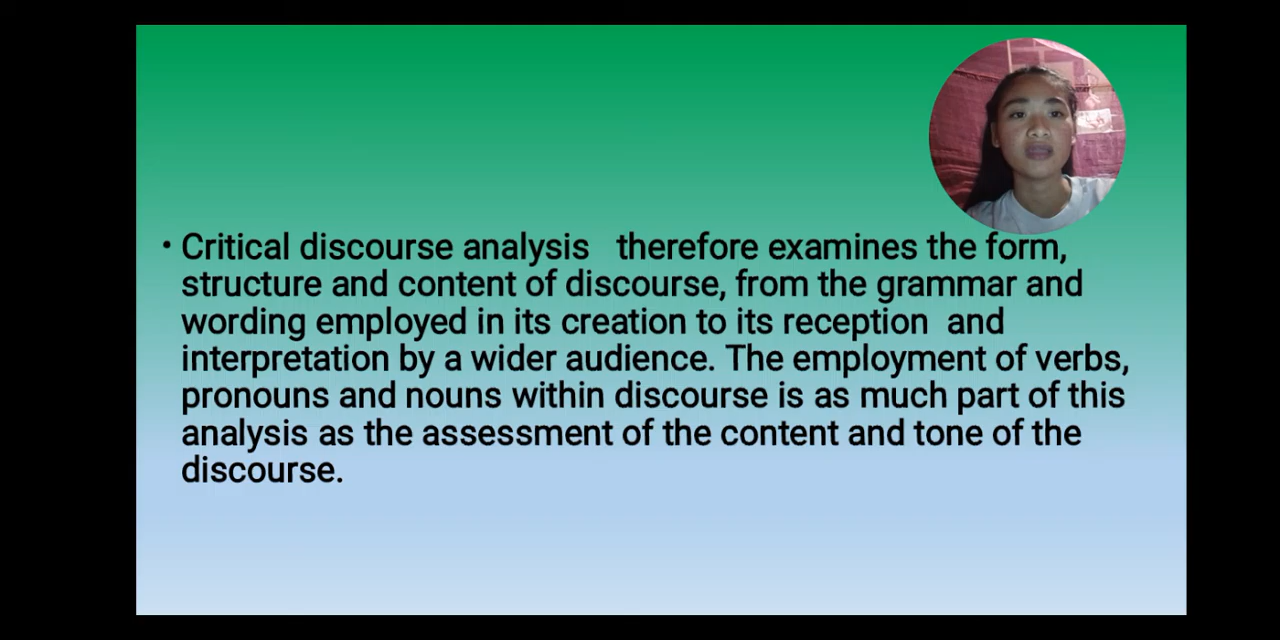 • Critical discourse analysis   therefore examines the form,
structure and content of discourse, from the grammar and
wording employed in its creation to its reception  and
interpretation by a wider audience. The employment of verbs,
pronouns and nouns within discourse is as much part of this
analysis as the assessment of the content and tone of the
discourse.